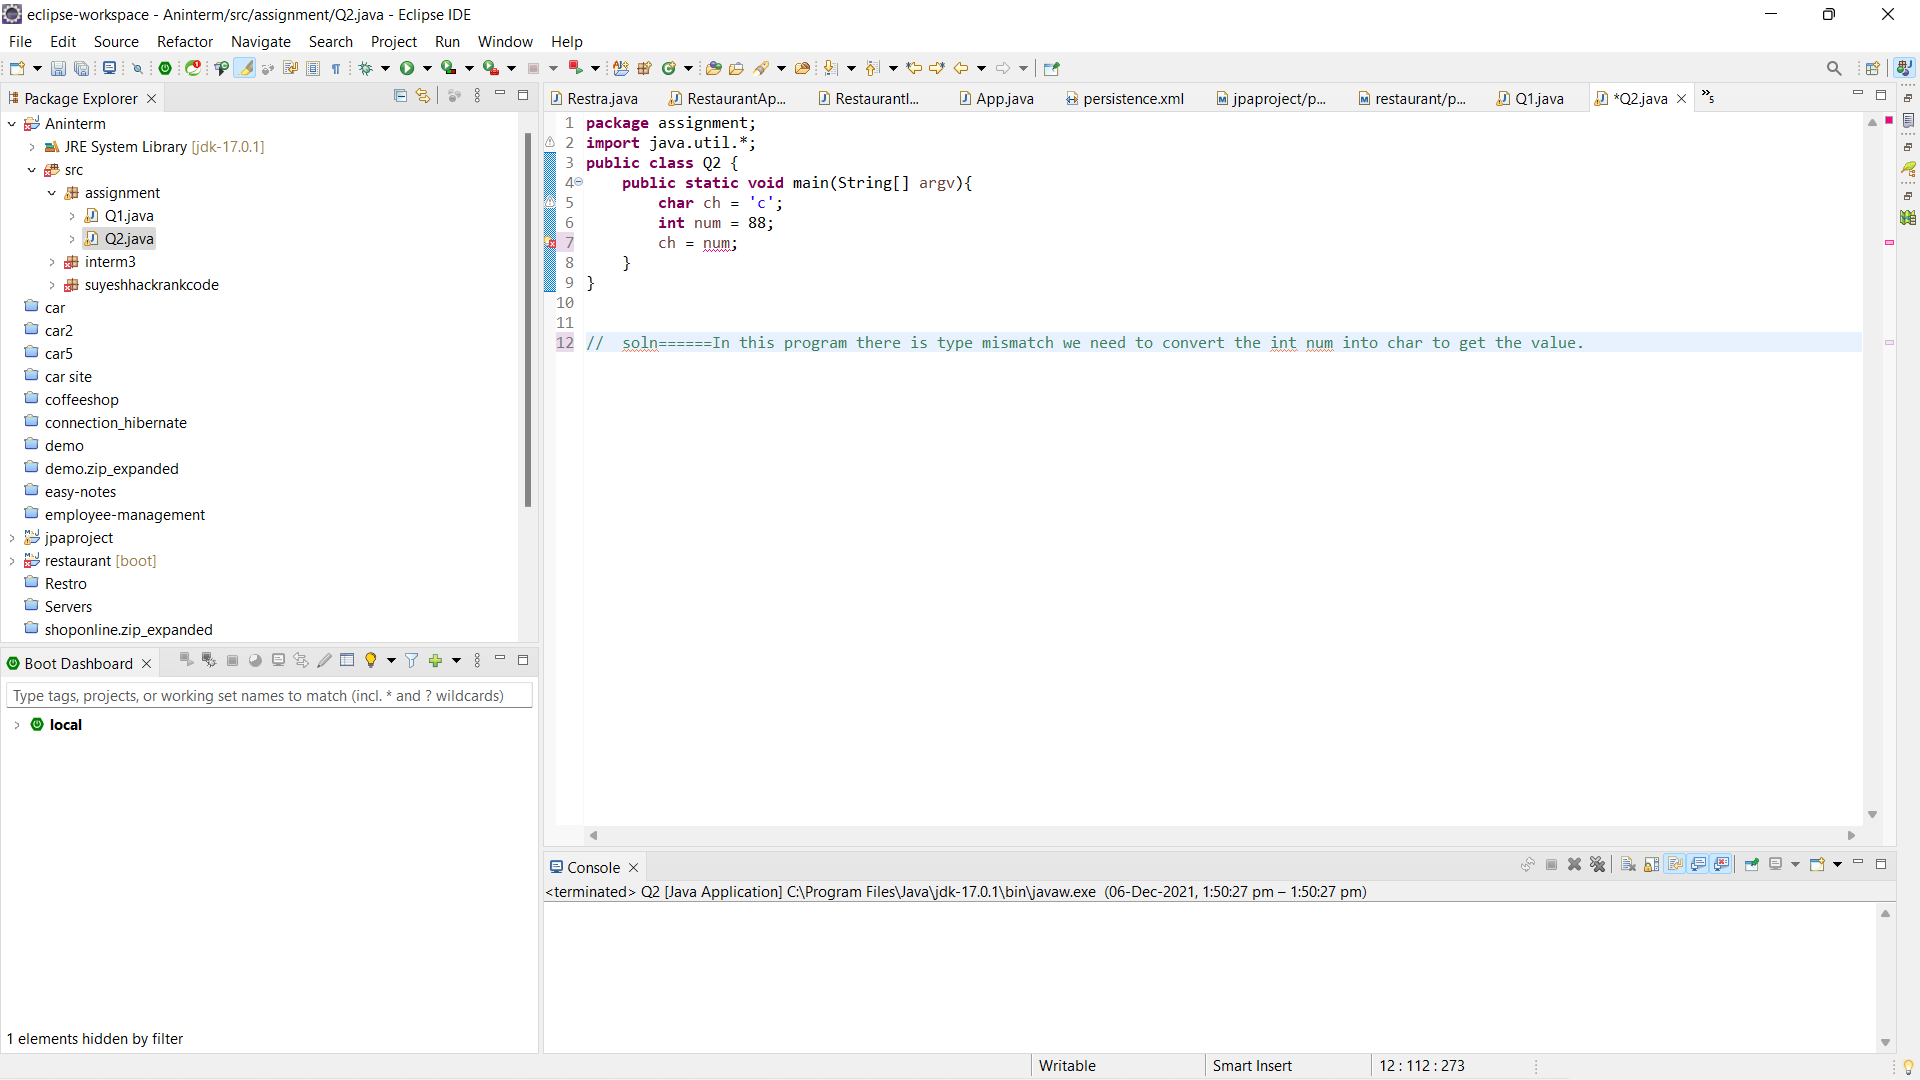 eclipse-workspace - Aninterm/src/assignment/Q2.java - Eclipse IDE
File Edit Source Refactor Navigate Search Project Run Window Help
Package Explorer
Aninterm
JRE System Library [jdk-17.0.1]
src
assignment
Q1.java
Q2.java
interm3
suyeshhackrankcode
car
car2
car5
car site
coffeeshop
connection_hibernate
demo
demo.zip_expanded
easy-notes
employee-management
jpaproject
restaurant [boot]
Restro
Servers
shoponline.zip_expanded
Boot Dashboard
Type tags, projects, or working set names to match (incl. * and ? wildcards)
local
1 elements hidden by filter
Restra.java RestaurantAp... RestaurantI... App.java persistence.xml jpaproject/p... restaurant/p... Q1.java *Q2.java »5
1 package assignment;
2 import java.util.*;
3 public class Q2 {
4 public static void main(String[] argv){
5 char ch = 'c';
6 int num = 88;
7 ch = num;
8 }
9 }
10
11
12 // soln======In this program there is type mismatch we need to convert the int num into char to get the value.
Console
<terminated> Q2 [Java Application] C:\Program Files\Java\jdk-17.0.1\bin\javaw.exe (06-Dec-2021, 1:50:27 pm – 1:50:27 pm)
Writable Smart Insert 12 : 112 : 273